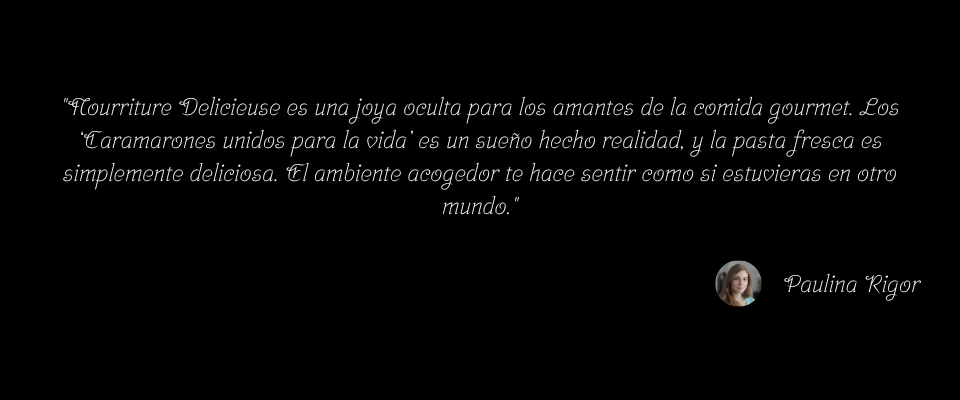 "Nourriture Delicieuse es una joya oculta para los amantes de la comida gourmet. Los
‘Caramarones unidos para la vida’ es un sueño hecho realidad, y la pasta fresca es
simplemente deliciosa. El ambiente acogedor te hace sentir como si estuvieras en otro
mundo."
Paulina Rigor